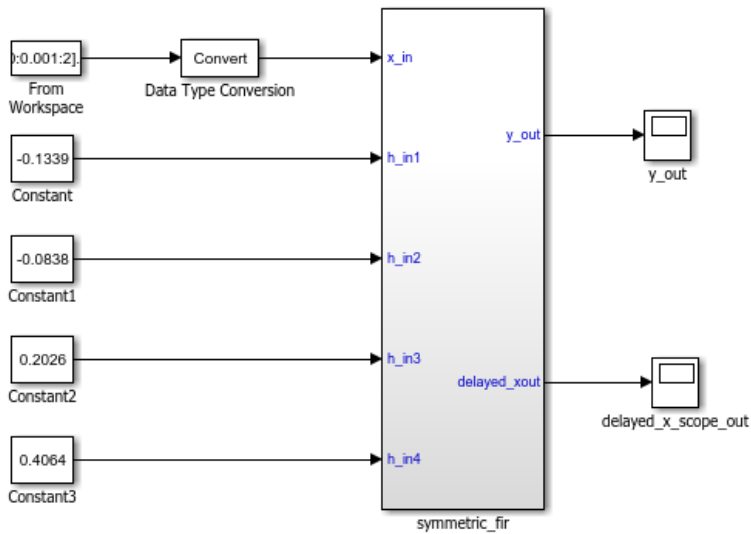 ):0.001:2].
Convert
x_in
From
Workspace
Data Type Conversion
y_out
y_out
-0.1339
h_in1
Constant
-0.0838
h_in2
Constant1
0.2026
h_in3
Constant2
delayed_xout
delayed_x_scope_out
0.4064
h_in4
Constant3
symmetric_fir